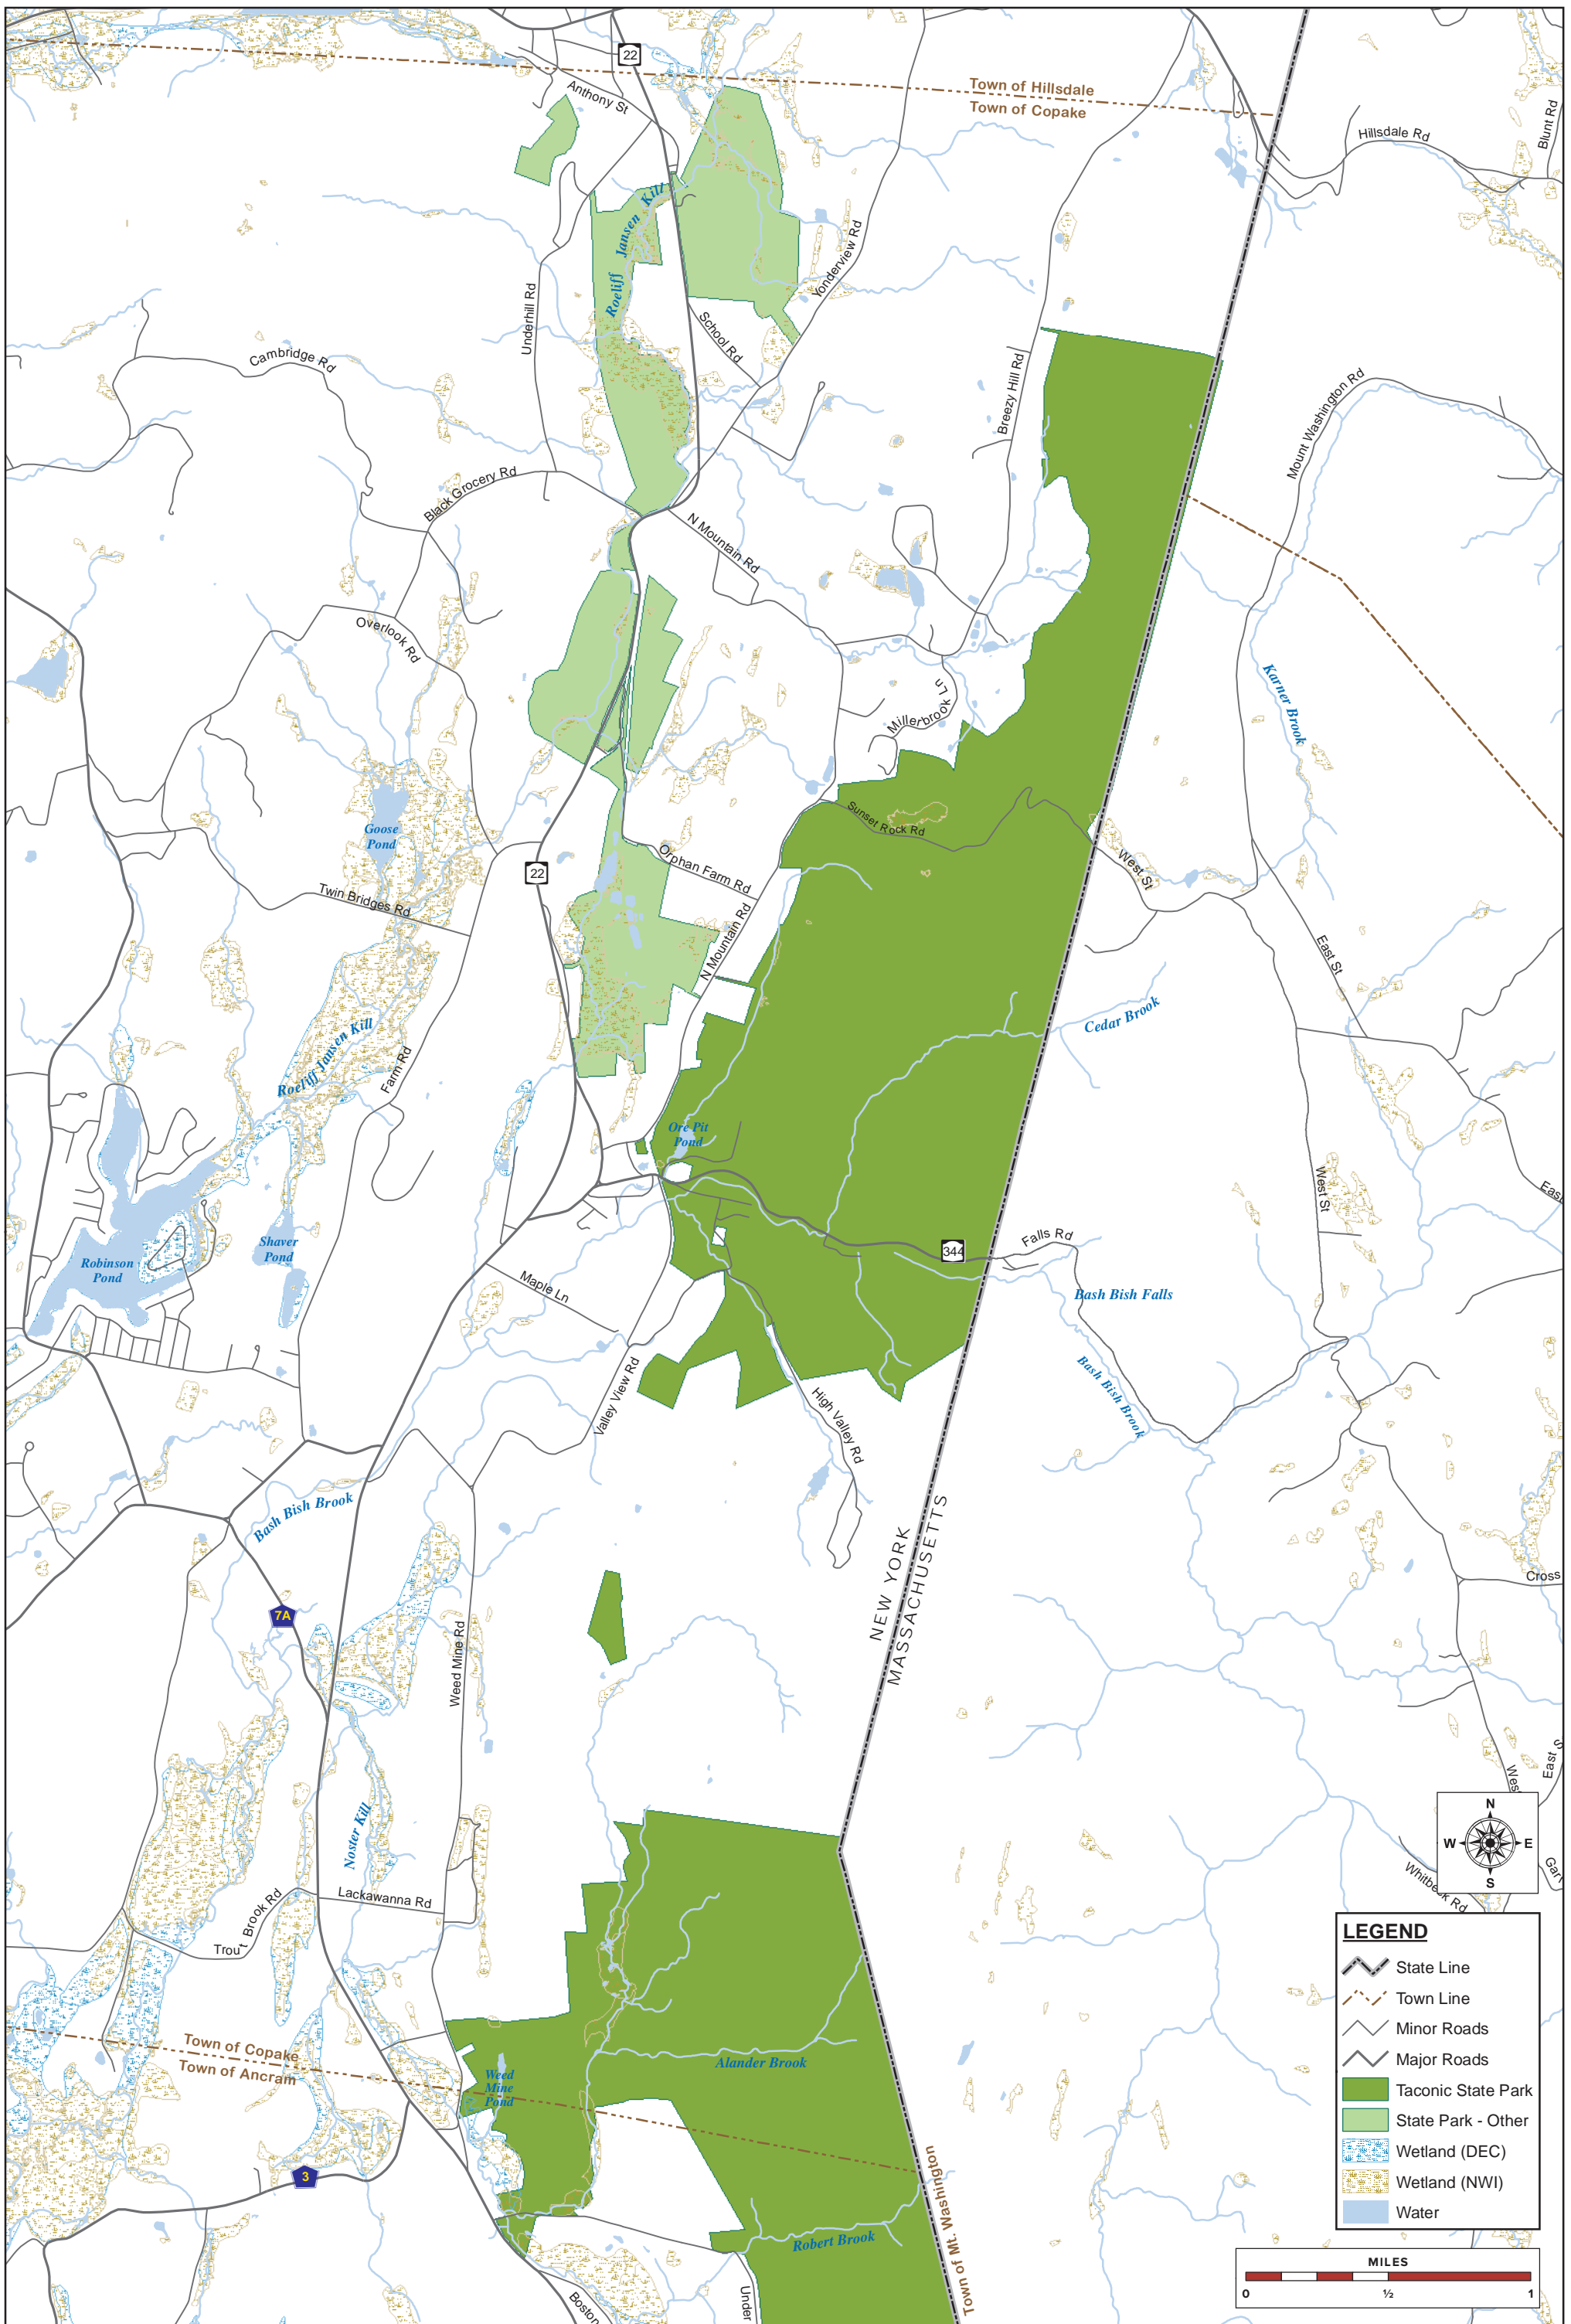 22
Town of Hillsdale
Town of Copake
Anthony St
Hillsdale Rd
Blunt Rd
Roeliff Jansen Kill
Yonderview Rd
Underhill Rd
School Rd
Cambridge Rd
Breezy Hill Rd
Mount Washington Rd
Black Grocery Rd
N Mountain Rd
Overlook Rd
Karner Brook
Millerbrook Ln
Goose
Pond
Sunset Rock Rd
Orphan Farm Rd
West St
22
Twin Bridges Rd
N Mountain Rd
East St
Cedar Brook
Roeliff Jansen Kill
Farm Rd
Ore Pit
Pond
West St
East
Robinson
Pond
Shaver
Pond
344
Falls Rd
Maple Ln
Bash Bish Falls
Valley View Rd
High Valley Rd
Bash Bish Brook
Bash Bish Brook
NEW YORK
MASSACHUSETTS
Cross
7A
Weed Mine Rd
Noster Kill
West
East S
N
W
E
S
Whitbeck Rd
Lackawanna Rd
Trout Brook Rd
Town of Copake
Town of Ancram
Weed
Mine
Pond
Alander Brook
3
Town of Mt. Washington
Robert Brook
Boston
Under
LEGEND
State Line
Town Line
Minor Roads
Major Roads
Taconic State Park
State Park - Other
Wetland (DEC)
Wetland (NWI)
Water
MILES
0
½
1